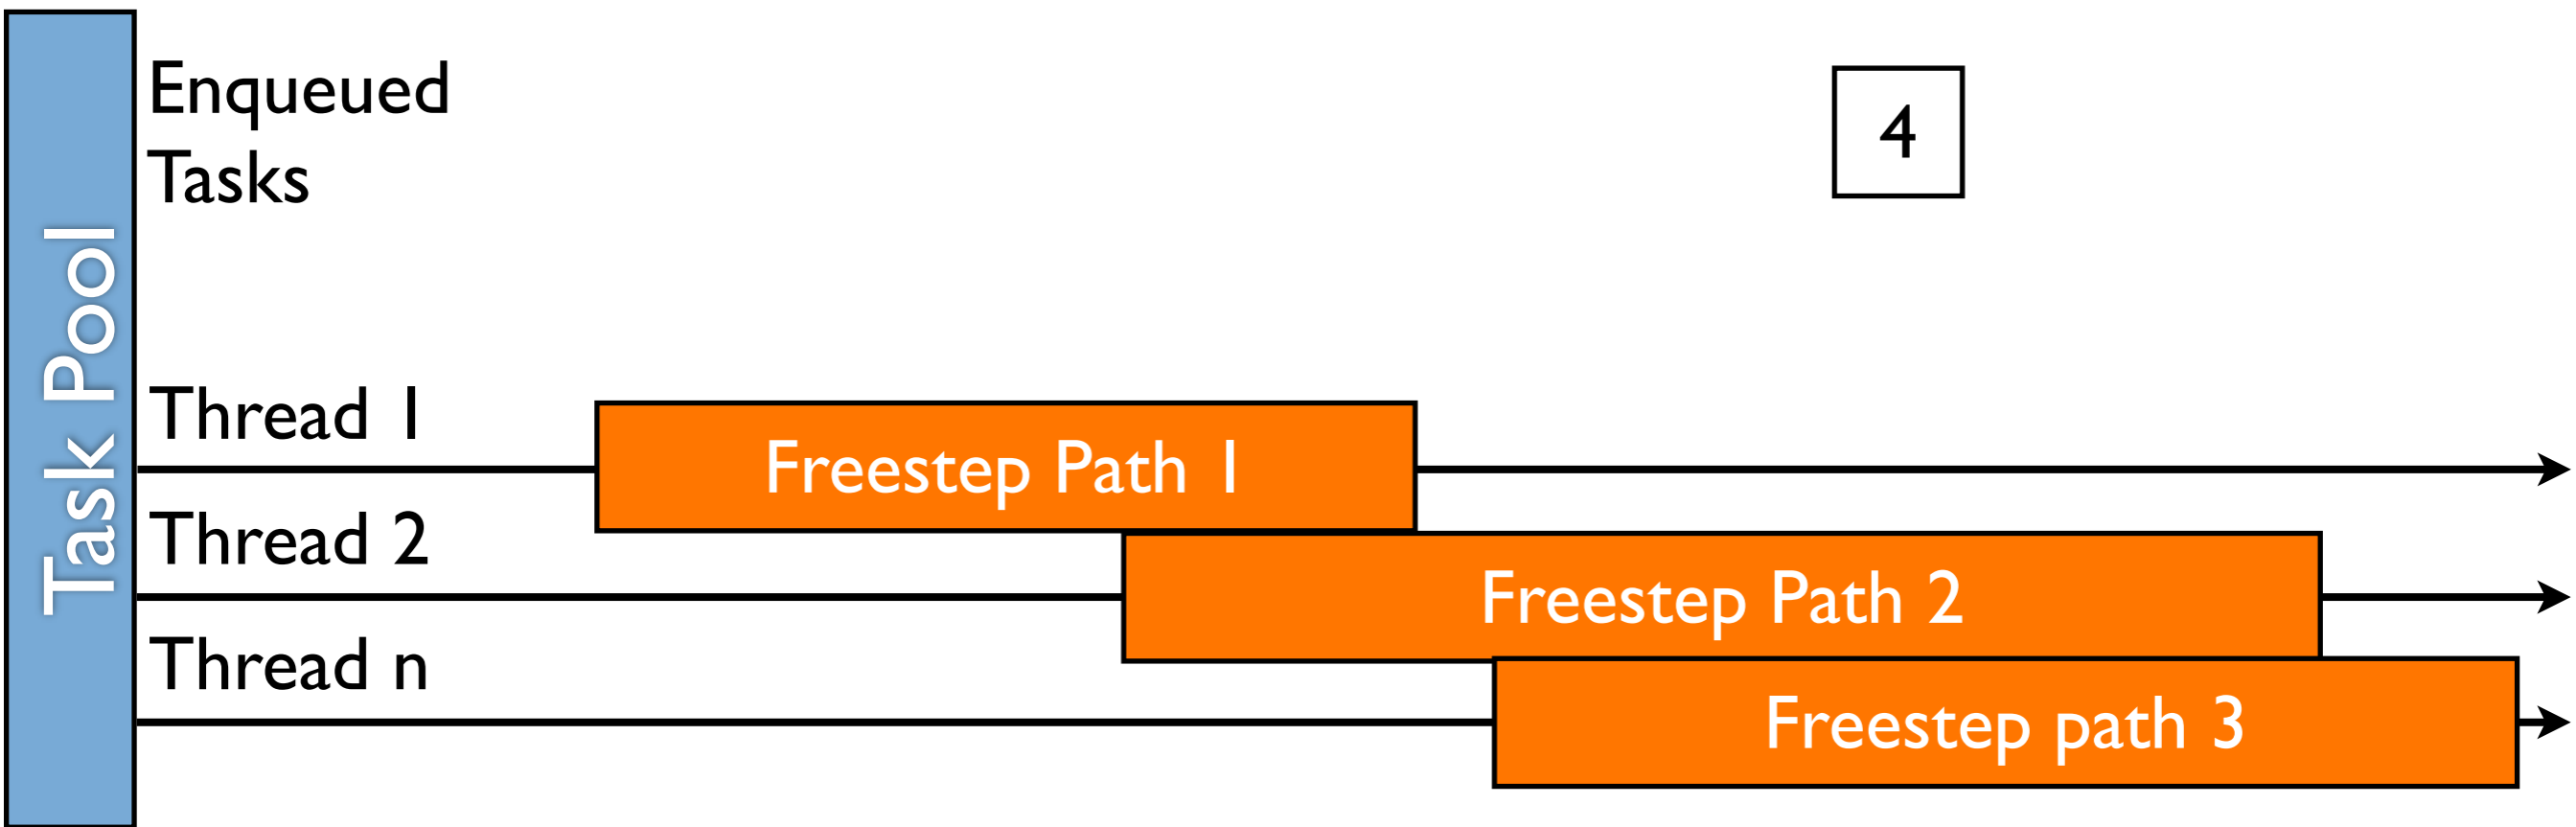 Task Pool
Enqueued
Tasks
4
Thread 1
Freestep Path 1
Thread 2
Freestep Path 2
Thread n
Freestep path 3